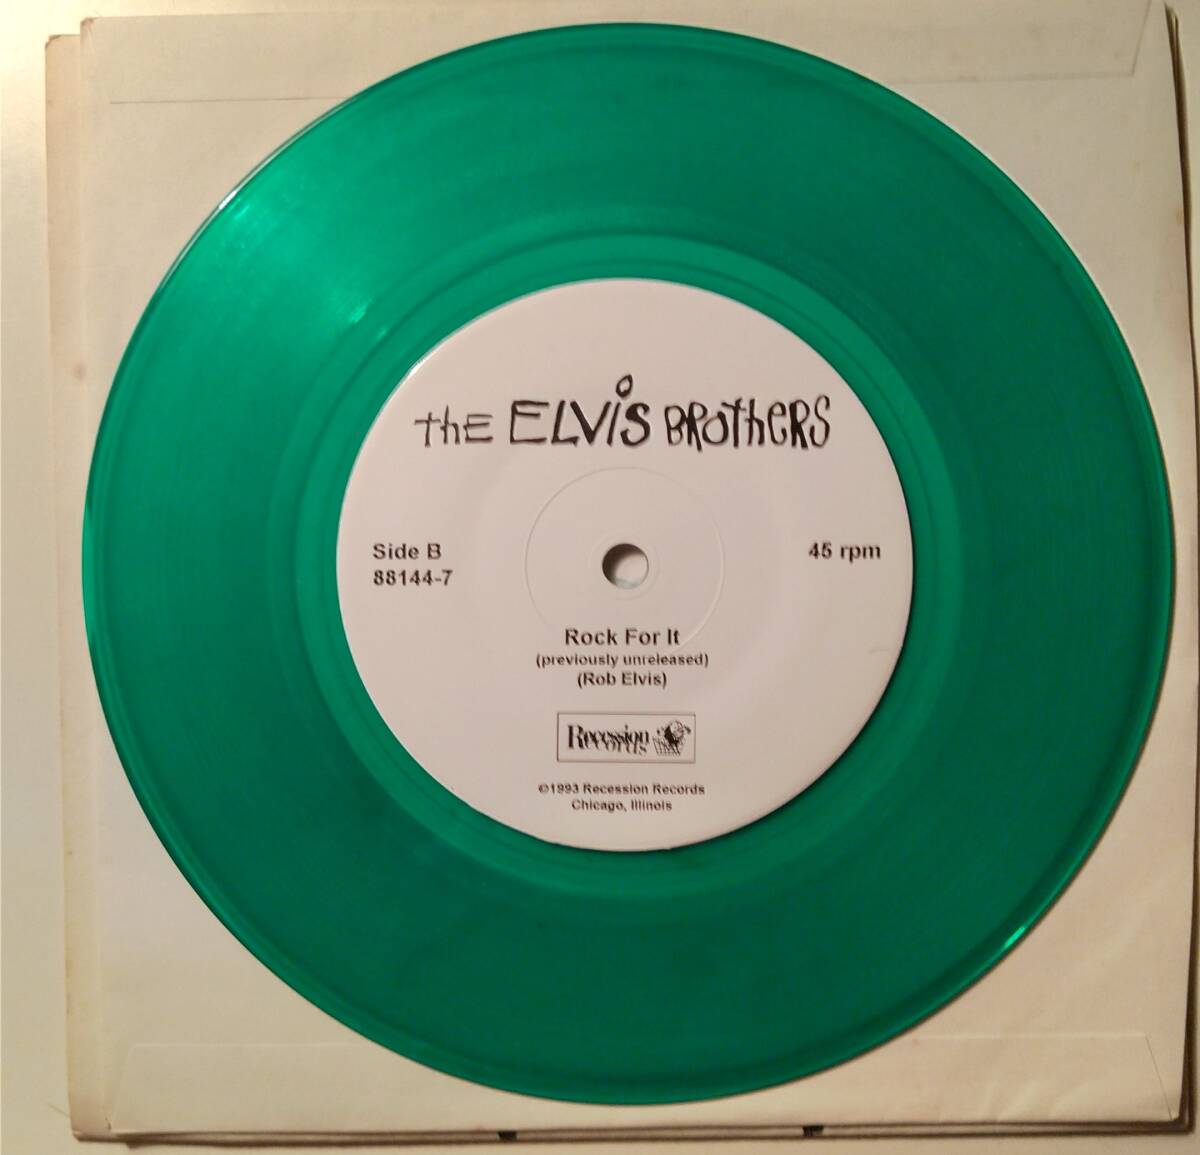 the ELViS BROthERS
Side B
88144-7
45 rpm
Rock For It
(previously unreleased)
(Rob Elvis)
Recession
Records
©1993 Recession Records
Chicago, Illinois